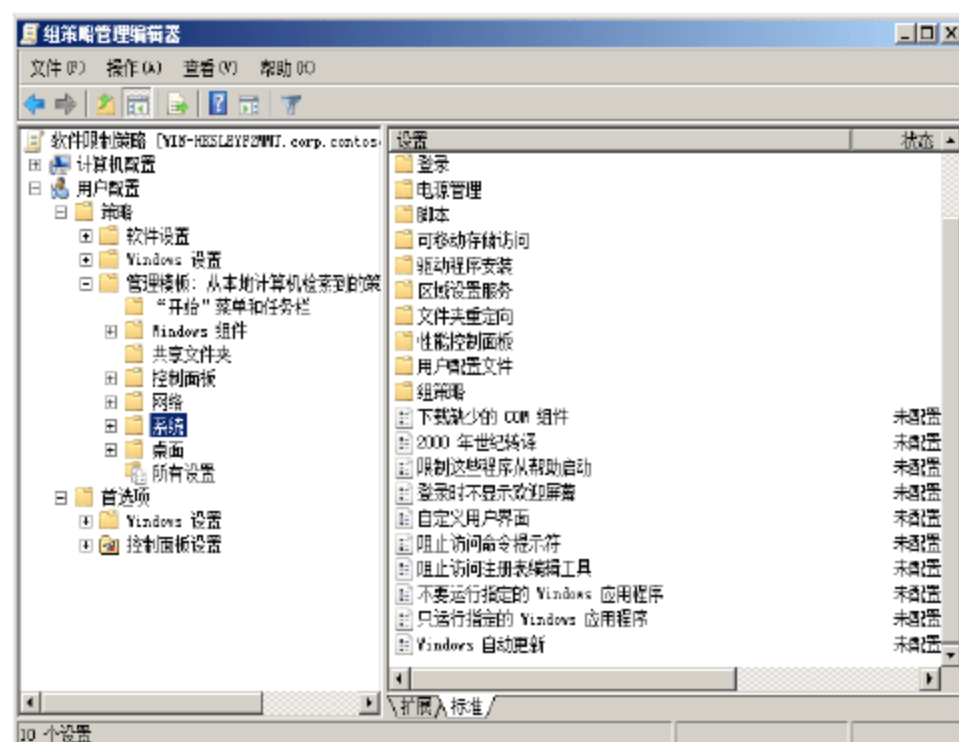 组策略管理编辑器
文件(F) 操作(A) 查看(V) 帮助(H)
软件限制策略
计算机配置
用户配置
策略
软件设置
Windows 设置
管理模板: 从本地计算机检索到的策
“开始”菜单和任务栏
Windows 组件
共享文件夹
控制面板
网络
系统
桌面
所有设置
首选项
Windows 设置
控制面板设置
设置 状态
登录
电源管理
脚本
可移动存储访问
驱动程序安装
区域设置服务
文件夹重定向
性能控制面板
用户配置文件
组策略
下载缺少的 COM 组件 未配置
2000 年世纪转译 未配置
限制这些程序从帮助启动 未配置
登录时不显示欢迎屏幕 未配置
自定义用户界面 未配置
阻止访问命令提示符 未配置
阻止访问注册表编辑工具 未配置
不要运行指定的 Windows 应用程序 未配置
只运行指定的 Windows 应用程序 未配置
Windows 自动更新 未配置
扩展 标准
10 个设置